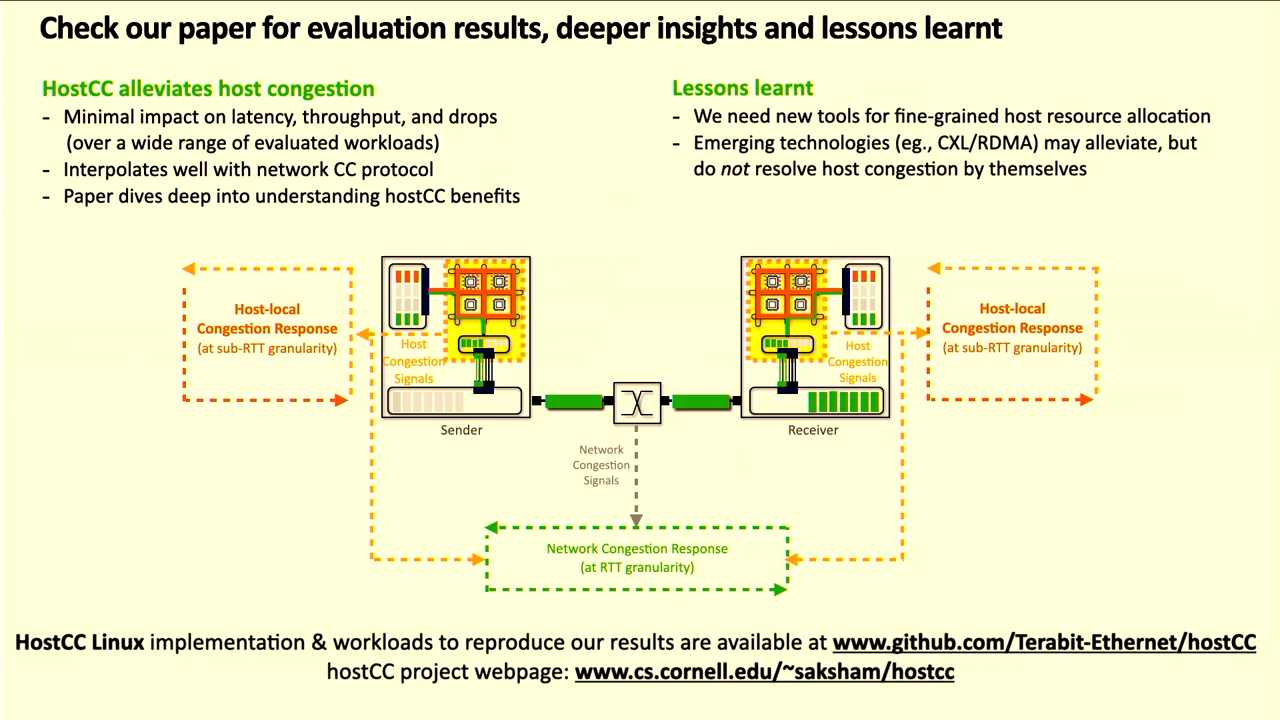 Check our paper for evaluation results, deeper insights and lessons learnt
HostCC alleviates host congestion
- Minimal impact on latency, throughput, and drops
(over a wide range of evaluated workloads)
- Interpolates well with network CC protocol
- Paper dives deep into understanding hostCC benefits
Lessons learnt
- We need new tools for fine-grained host resource allocation
- Emerging technologies (eg., CXL/RDMA) may alleviate, but
do not resolve host congestion by themselves
Host-local
Congestion Response
(at sub-RTT granularity)
Host
Congestion
Signals
Sender
Host
Congestion
Signals
Receiver
Host-local
Congestion Response
(at sub-RTT granularity)
Network
Congestion
Signals
Network Congestion Response
(at RTT granularity)
HostCC Linux implementation & workloads to reproduce our results are available at www.github.com/Terabit-Ethernet/hostCC
hostCC project webpage: www.cs.cornell.edu/~saksham/hostcc